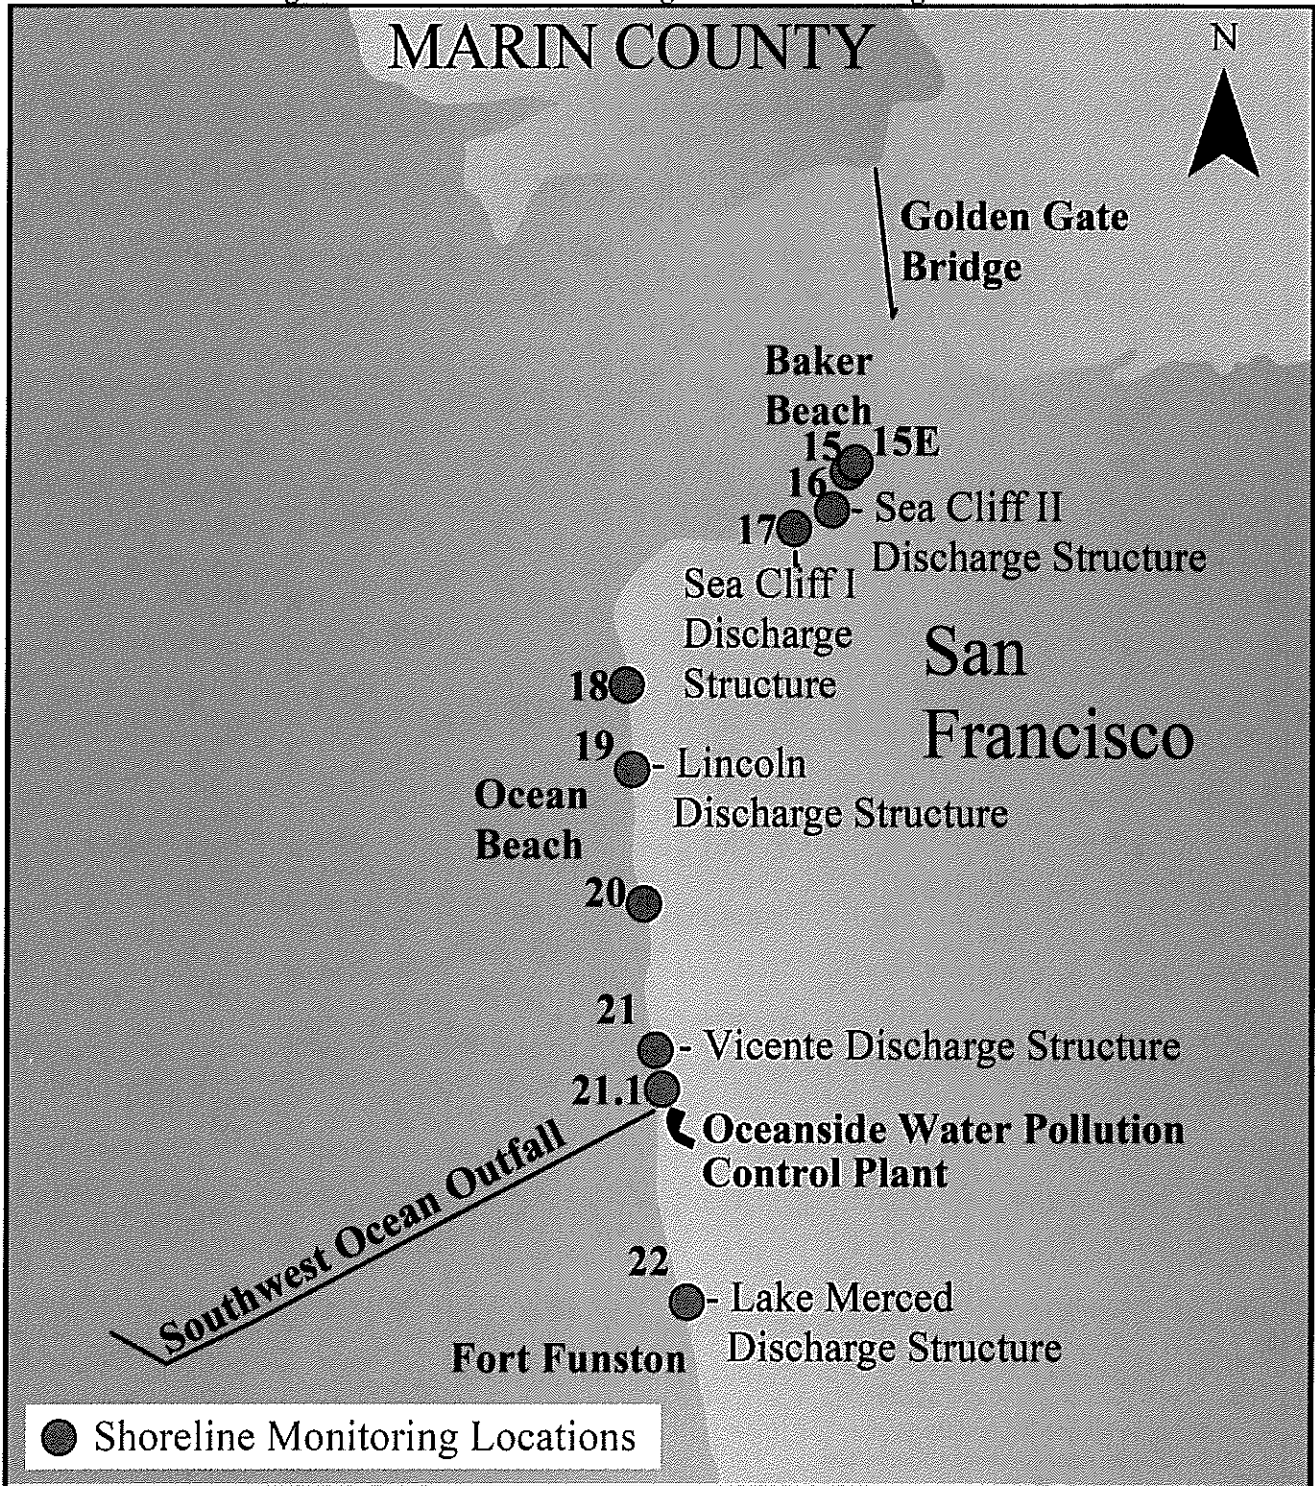 MARIN COUNTY
N
Golden Gate
Bridge
Baker
Beach
15
15E
16
Sea Cliff II
Discharge Structure
17
Sea Cliff I
Discharge
Structure
San
Francisco
18
19
Lincoln
Discharge Structure
Ocean
Beach
20
21
Vicente Discharge Structure
21.1
Oceanside Water Pollution
Control Plant
Southwest Ocean Outfall
22
Lake Merced
Discharge Structure
Fort Funston
Shoreline Monitoring Locations